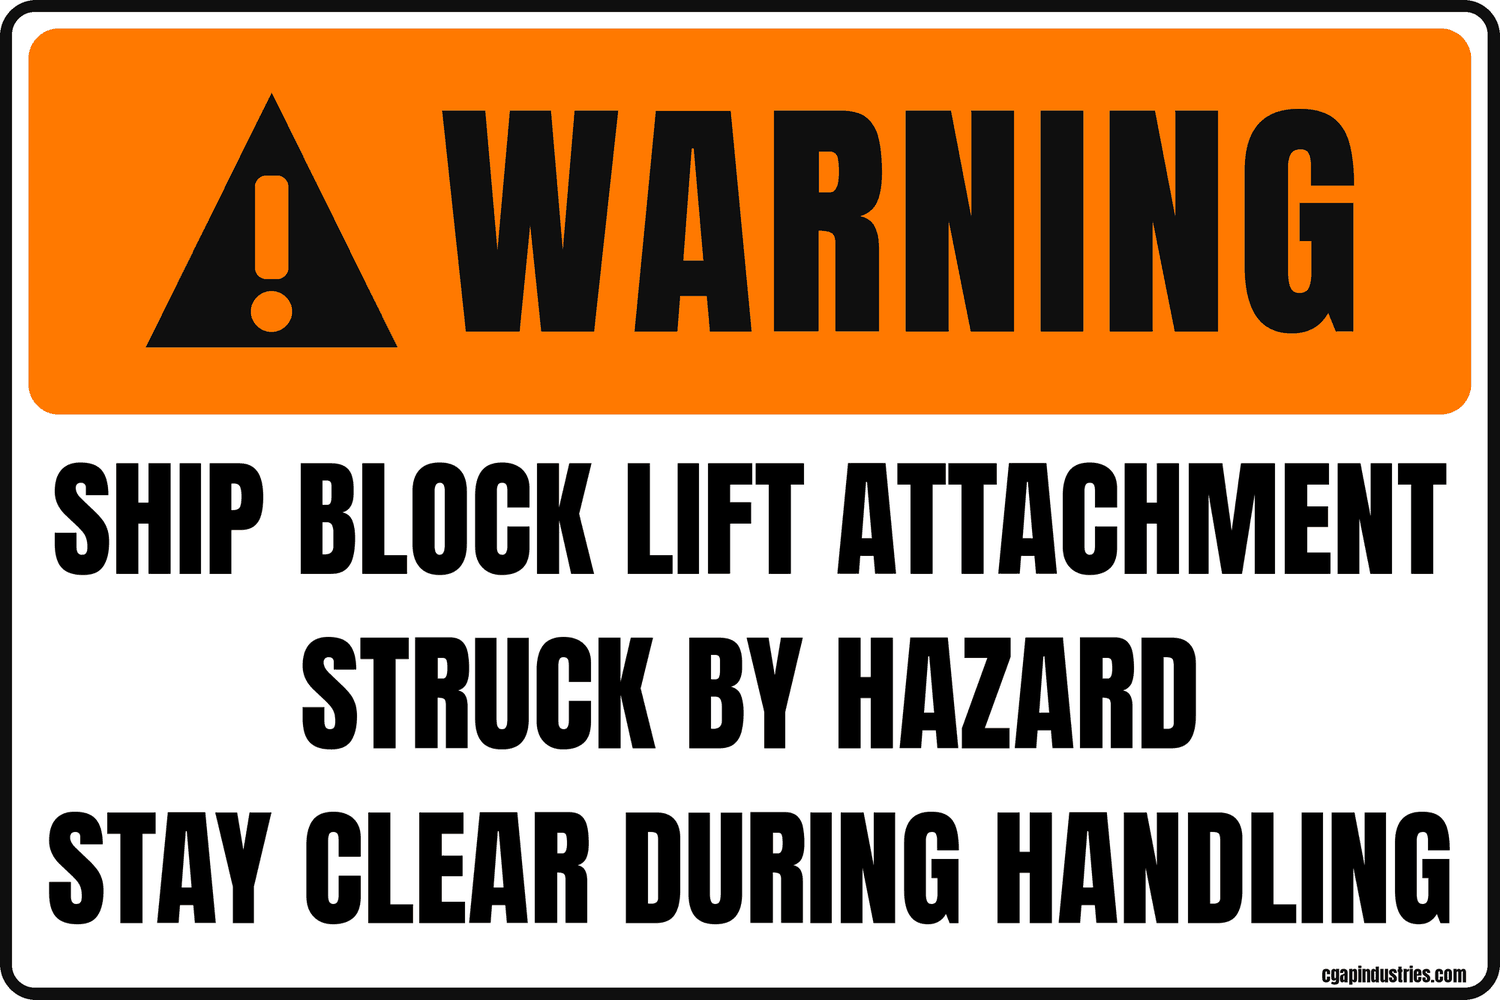 WARNING
SHIP BLOCK LIFT ATTACHMENT
STRUCK BY HAZARD
STAY CLEAR DURING HANDLING
cgapindustries.com